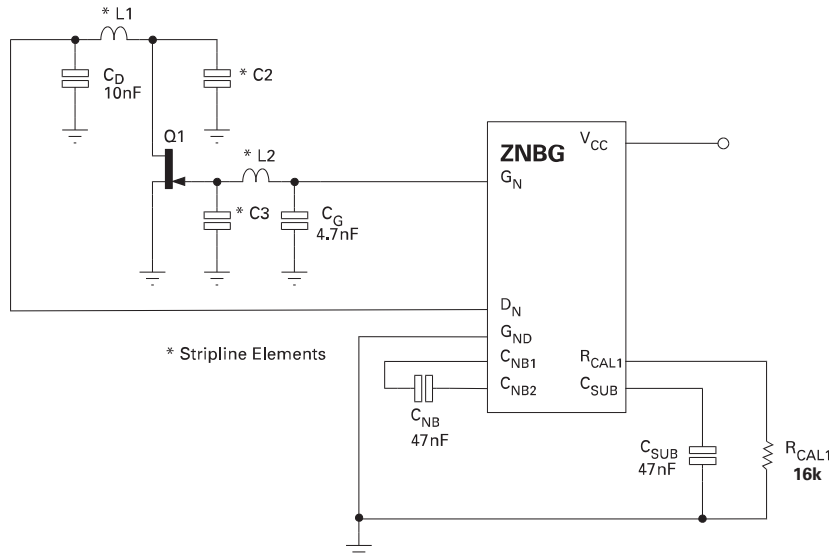 * L1
C_D
10nF
* C2
Q1
* L2
* C3
C_G
4.7nF
ZNBG
V_CC
G_N
D_N
G_ND
C_NB1
R_CAL1
C_NB2
C_SUB
* Stripline Elements
C_NB
47nF
C_SUB
47nF
R_CAL1
16k